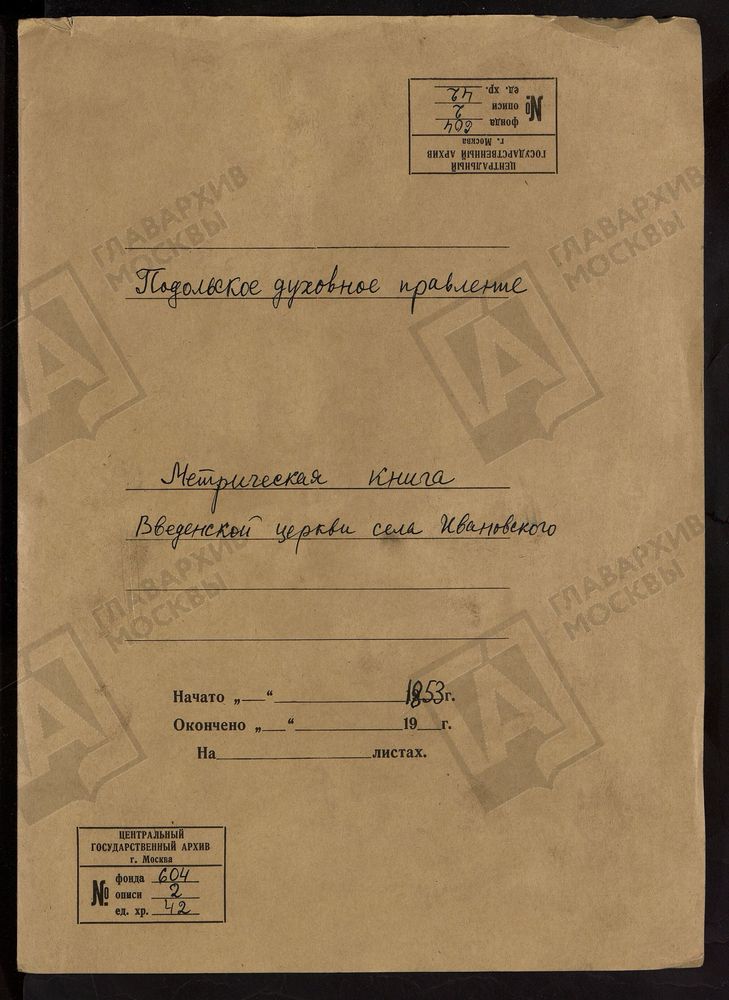 ЦЕНТРАЛЬНЫЙ
ГОСУДАРСТВЕННЫЙ АРХИВ
г. Москва
№ фонда 604
описи 2
ед. хр. 42
ГЛАВАРХИВ
МОСКВЫ
ГЛАВАРХИВ
МОСКВЫ
Подольское духовное правление
Метрическая книга
Введенской церкви села Ивановского
ГЛАВАРХИВ
МОСКВЫ
ГЛАВАРХИВ
МОСКВЫ
Начато „ “ 1853 г.
Окончено „ “ 19 г.
На листах.
ЦЕНТРАЛЬНЫЙ
ГОСУДАРСТВЕННЫЙ АРХИВ
г. Москва
№ фонда 604
описи 2
ед. хр. 42